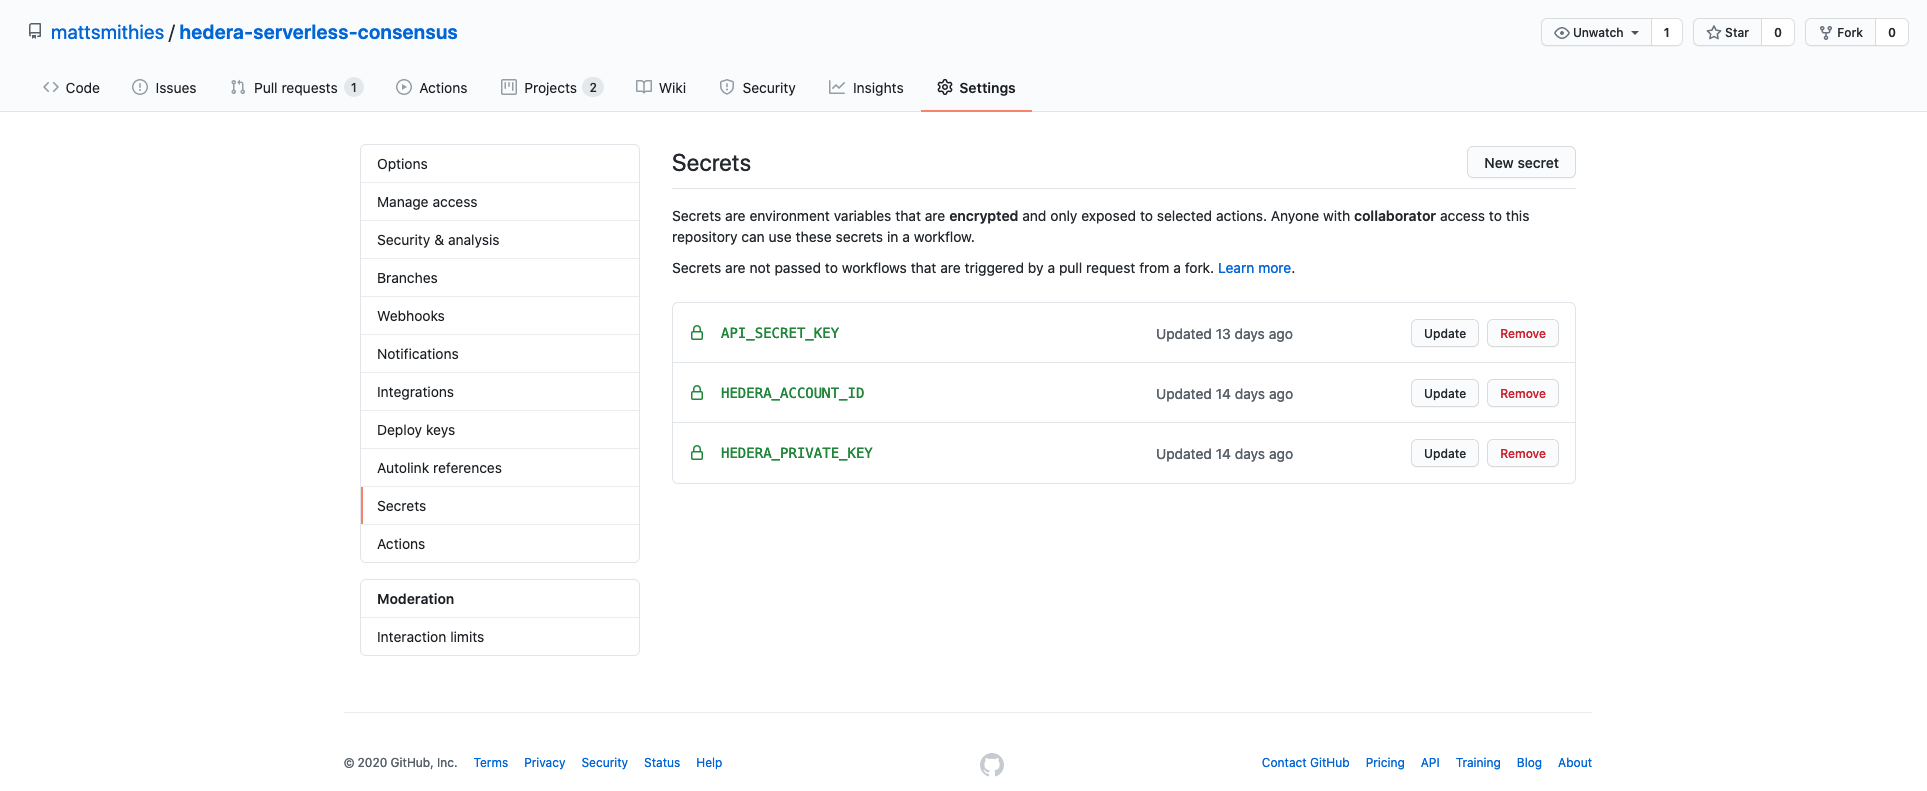 mattsmithies / hedera-serverless-consensus
Unwatch 1 Star 0 Fork 0
Code Issues Pull requests 1 Actions Projects 2 Wiki Security Insights Settings
Options
Manage access
Security & analysis
Branches
Webhooks
Notifications
Integrations
Deploy keys
Autolink references
Secrets
Actions
Moderation
Interaction limits
Secrets New secret
Secrets are environment variables that are encrypted and only exposed to selected actions. Anyone with collaborator access to this
repository can use these secrets in a workflow.
Secrets are not passed to workflows that are triggered by a pull request from a fork. Learn more.
API_SECRET_KEY Updated 13 days ago Update Remove
HEDERA_ACCOUNT_ID Updated 14 days ago Update Remove
HEDERA_PRIVATE_KEY Updated 14 days ago Update Remove
© 2020 GitHub, Inc. Terms Privacy Security Status Help Contact GitHub Pricing API Training Blog About